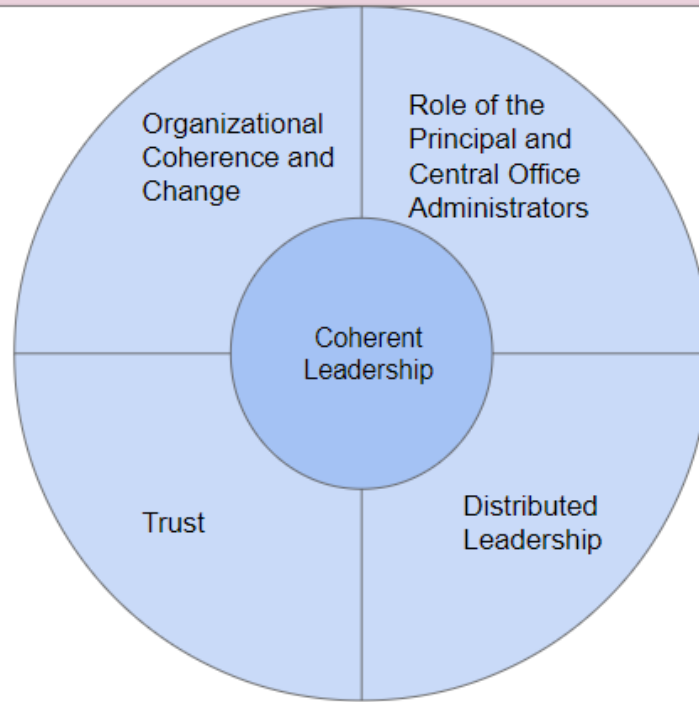 Organizational
Coherence and
Change
Role of the
Principal and
Central Office
Administrators
Coherent
Leadership
Trust
Distributed
Leadership